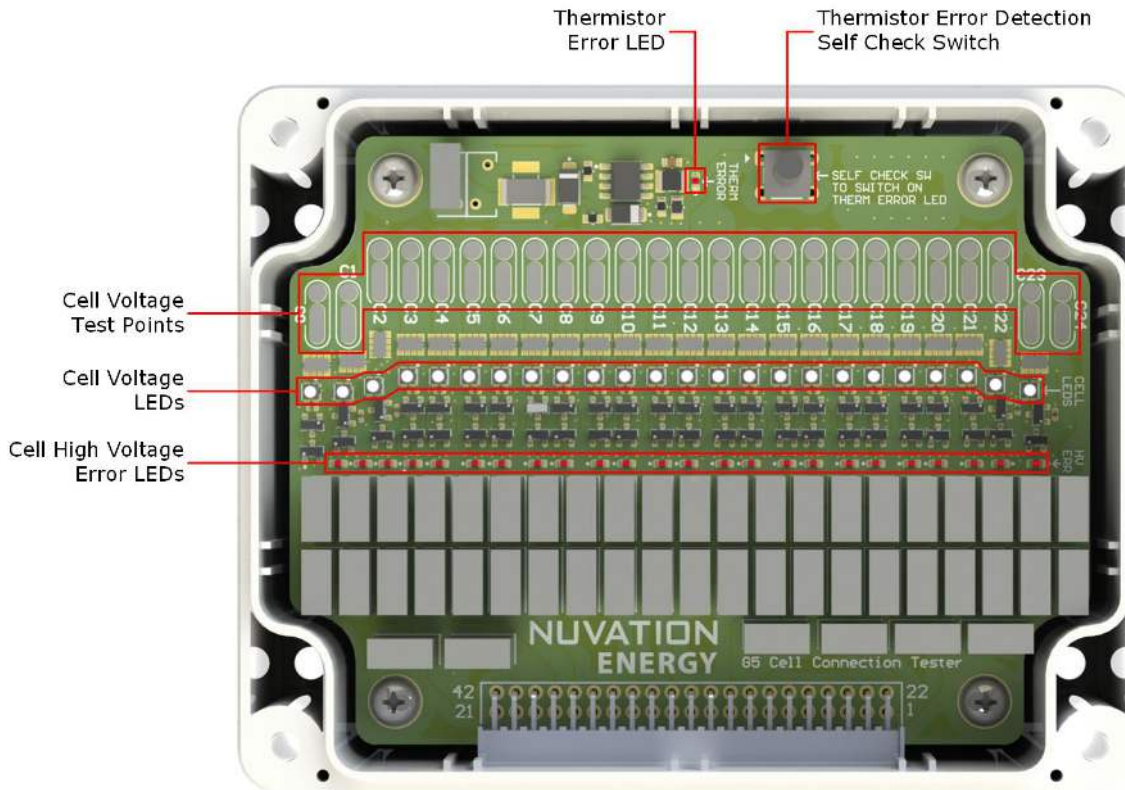 Thermistor
Error LED
Thermistor Error Detection
Self Check Switch
THERM
ERROR
SELF CHECK SW
TO SWITCH ON
THERM ERROR LED
Cell Voltage
Test Points
C1
C2
C3
C4
C5
C6
C7
C8
C9
C10
C11
C12
C13
C14
C15
C16
C17
C18
C19
C20
C21
C22
C23
C24
Cell Voltage
LEDs
CELL
LEDS
Cell High Voltage
Error LEDs
HV
ERR
NUVATION
ENERGY
G5 Cell Connection Tester
42
22
21
1